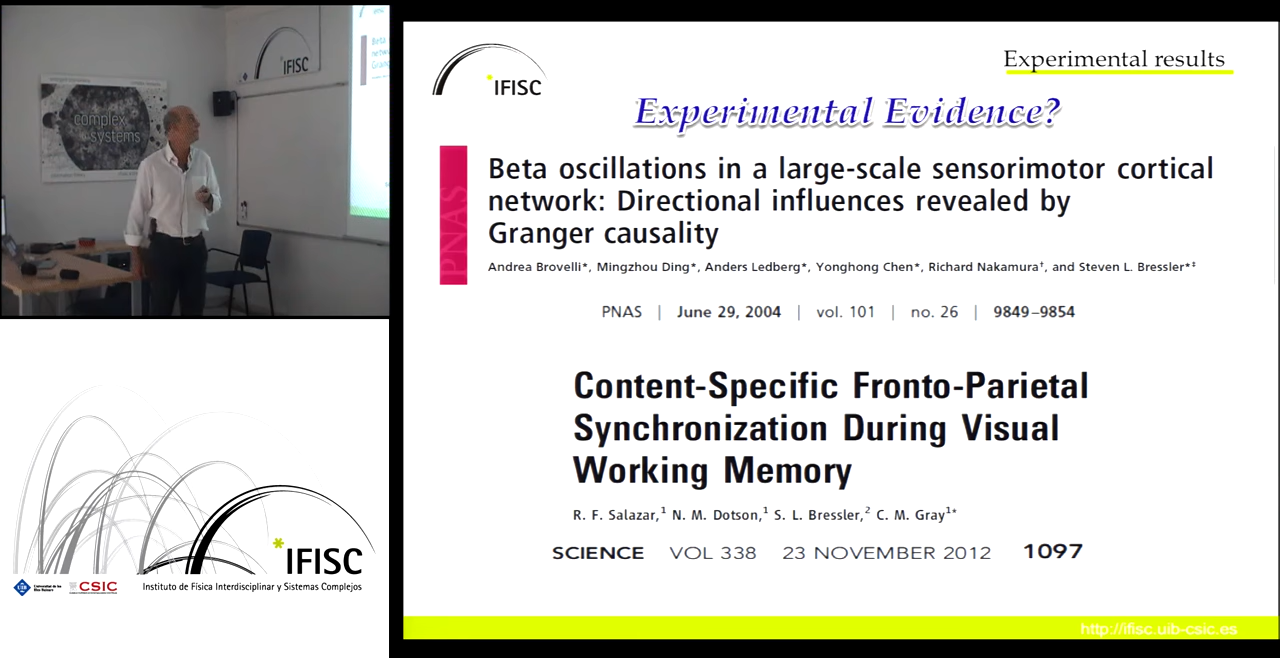 IFISC
complex
systems
IFISC
Experimental results
Experimental Evidence?
PNAS
Beta oscillations in a large-scale sensorimotor cortical
network: Directional influences revealed by
Granger causality
Andrea Brovelli*, Mingzhou Ding*, Anders Ledberg*, Yonghong Chen*, Richard Nakamura†, and Steven L. Bressler*‡
PNAS | June 29, 2004 | vol. 101 | no. 26 | 9849–9854
Content-Specific Fronto-Parietal
Synchronization During Visual
Working Memory
R. F. Salazar,¹ N. M. Dotson,¹ S. L. Bressler,² C. M. Gray¹*
SCIENCE VOL 338 23 NOVEMBER 2012 1097
http://ifisc.uib-csic.es
IFISC
UIB
CSIC
Instituto de Física Interdisciplinar y Sistemas Complejos